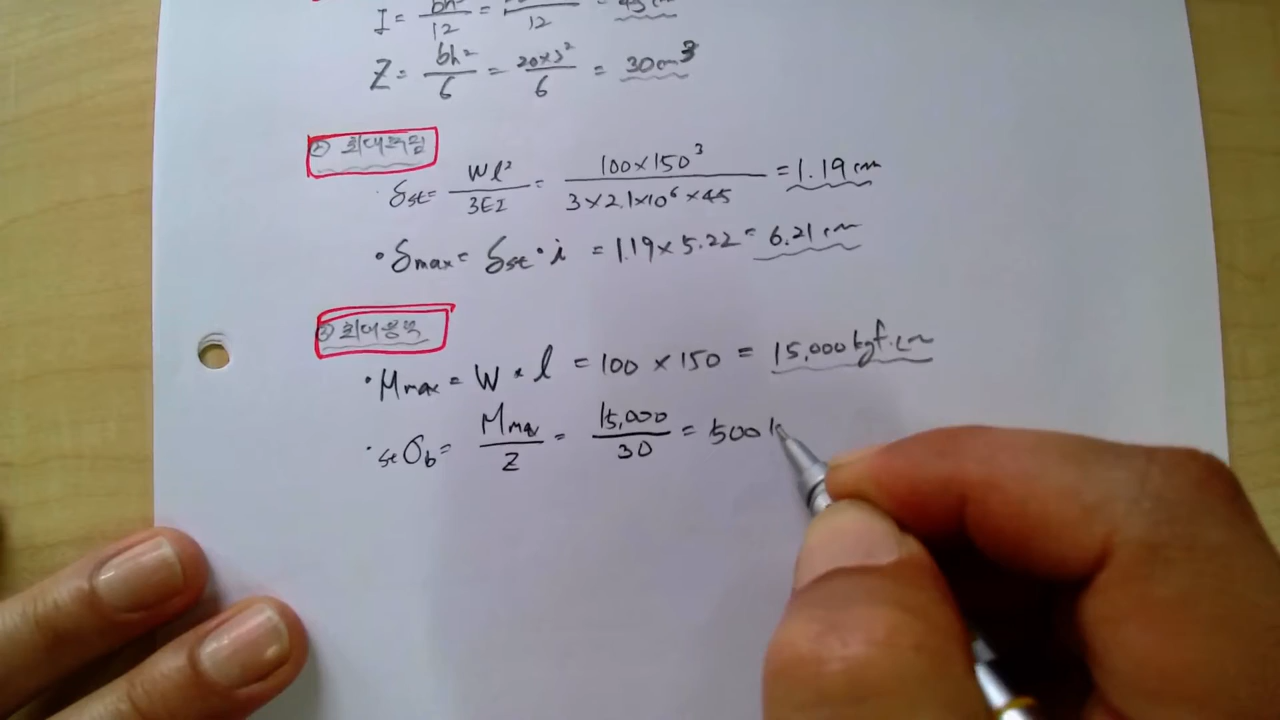 I = bh³/12 = /12 = 45cm
Z = bh²/6 = 20×3²/6 = 30cm³
② 최대처짐
· δst = Wl³/3EI = 100×150³/3×2.1×10⁶×45 = 1.19cm
· δmax = δst · i = 1.19 × 5.22 = 6.21cm
③ 최대응력
· Mmax = W × l = 100 × 150 = 15,000kgf·cm
· stσb = Mmax/Z = 15,000/30 = 500k